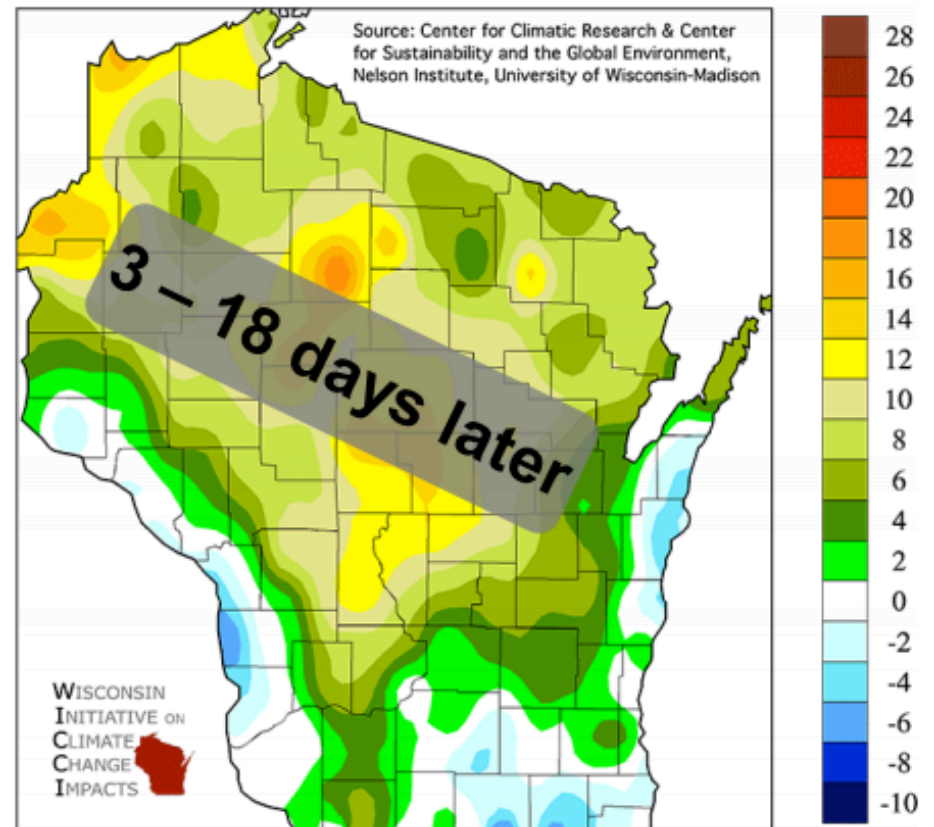 Source: Center for Climatic Research & Center
for Sustainability and the Global Environment,
Nelson Institute, University of Wisconsin-Madison
3 – 18 days later
28
26
24
22
20
18
16
14
12
10
8
6
4
2
0
-2
-4
-6
-8
-10
WISCONSIN
INITIATIVE ON
CLIMATE
CHANGE
IMPACTS